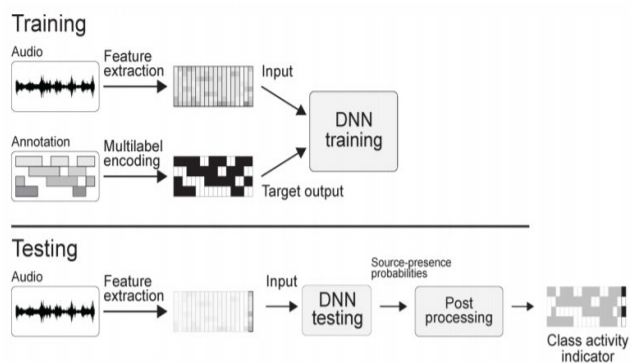 Training
Audio
Feature
extraction
Input
DNN
training
Annotation
Multilabel
encoding
Target output
Testing
Audio
Feature
extraction
Input
DNN
testing
Source-presence
probabilities
Post
processing
Class activity
indicator